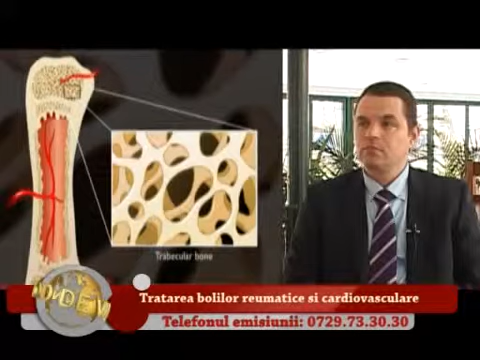 Trabecular bone
Tratarea bolilor reumatice si cardiovasculare
Telefonul emisiunii: 0729.73.30.30